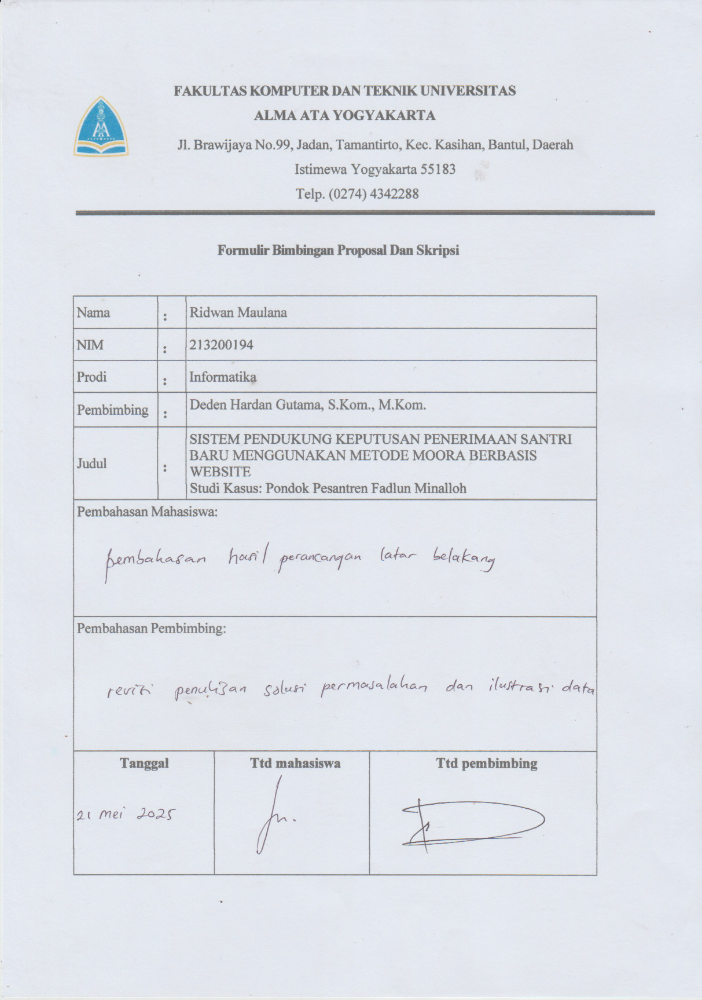 FAKULTAS KOMPUTER DAN TEKNIK UNIVERSITAS
ALMA ATA YOGYAKARTA
Jl. Brawijaya No.99, Jadan, Tamantirto, Kec. Kasihan, Bantul, Daerah
Istimewa Yogyakarta 55183
Telp. (0274) 4342288
Formulir Bimbingan Proposal Dan Skripsi
Nama : Ridwan Maulana
NIM : 213200194
Prodi : Informatika
Pembimbing : Deden Hardan Gutama, S.Kom., M.Kom.
Judul : SISTEM PENDUKUNG KEPUTUSAN PENERIMAAN SANTRI
BARU MENGGUNAKAN METODE MOORA BERBASIS
WEBSITE
Studi Kasus: Pondok Pesantren Fadlun Minalloh
Pembahasan Mahasiswa:
pembahasan hasil perancangan latar belakang
Pembahasan Pembimbing:
revisi penulisan solusi permasalahan dan ilustrasi data
Tanggal Ttd mahasiswa Ttd pembimbing
21 mei 2025